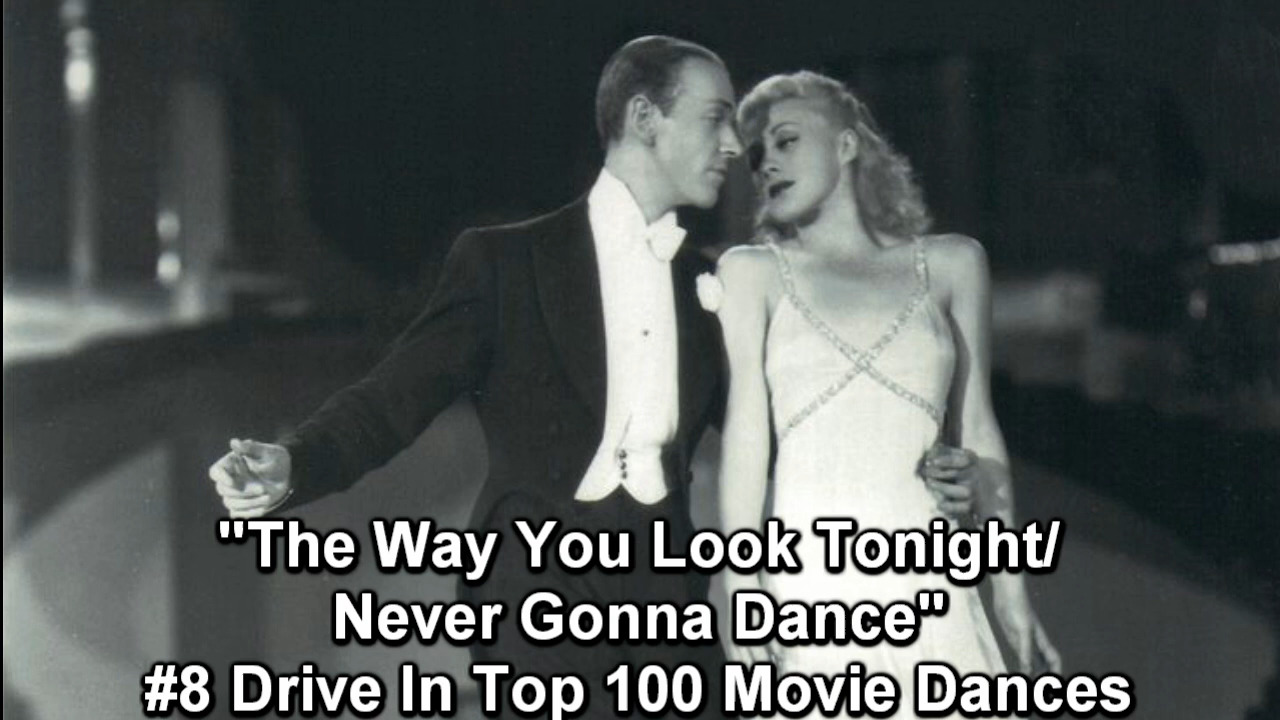 "The Way You Look Tonight/
Never Gonna Dance"
#8 Drive In Top 100 Movie Dances